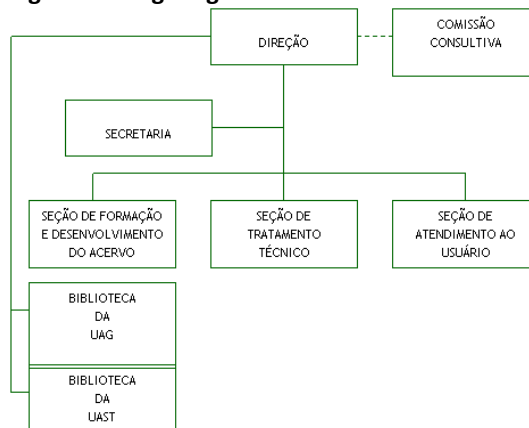 DIREÇÃO
COMISSÃO
CONSULTIVA
SECRETARIA
SEÇÃO DE FORMAÇÃO
E DESENVOLVIMENTO
DO ACERVO
SEÇÃO DE
TRATAMENTO
TÉCNICO
SEÇÃO DE
ATENDIMENTO AO
USUÁRIO
BIBLIOTECA
DA
UAG
BIBLIOTECA
DA
UAST